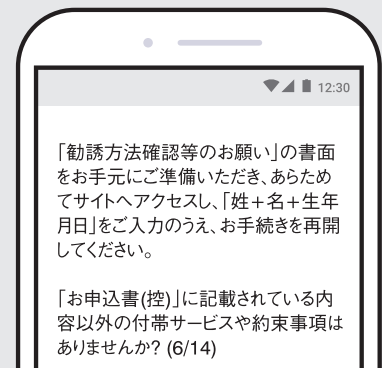 12:30
「勧誘方法確認等のお願い」の書面
をお手元にご準備いただき、あらため
てサイトへアクセスし、「姓+名+生年
月日」をご入力のうえ、お手続きを再開
してください。
「お申込書(控)」に記載されている内
容以外の付帯サービスや約束事項は
ありませんか? (6/14)